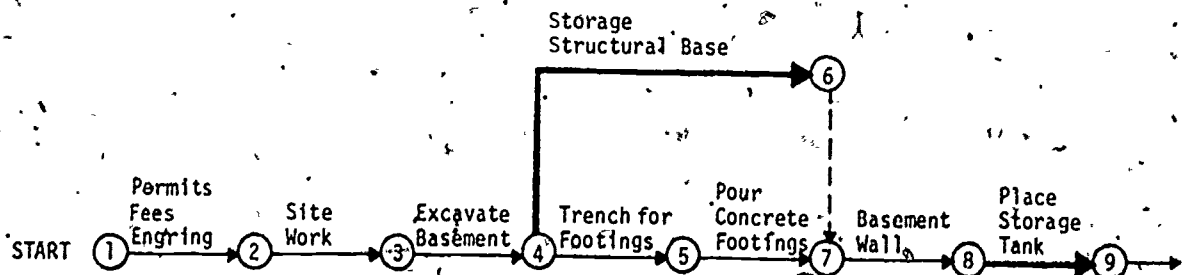 Storage
Structural Base
6
Permits
Fees
Engring
Site
Work
Excavate
Basement
Trench for
Footings
Pour
Concrete
Footings
Basement
Wall
Place
Storage
Tank
START 1 2 3 4 5 7 8 9